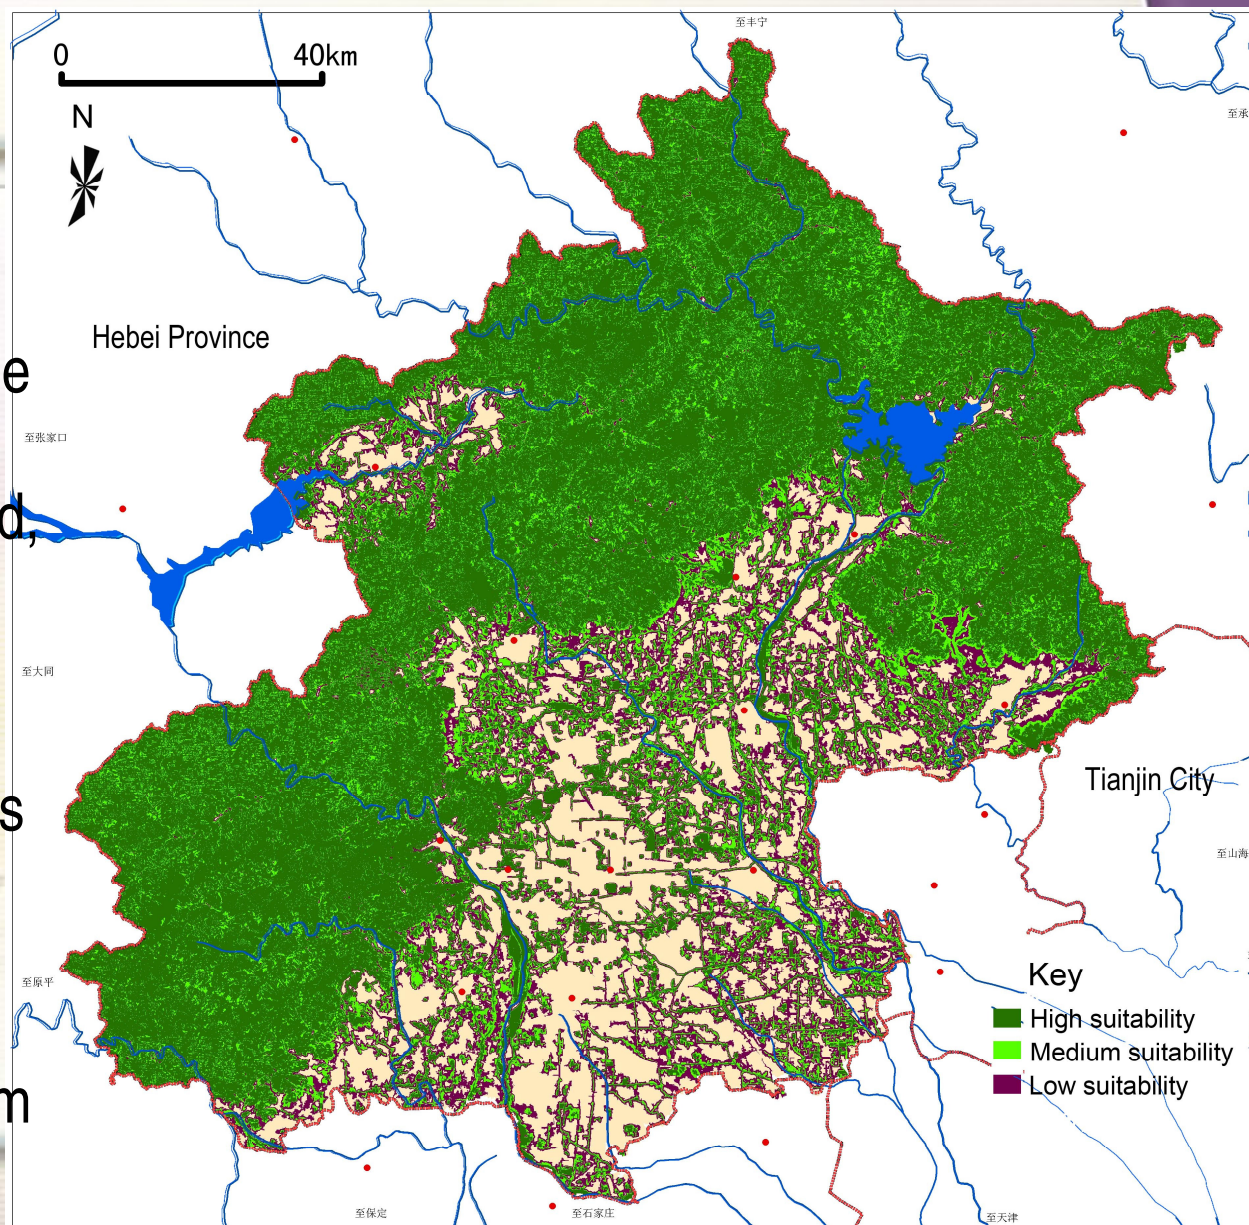 至丰宁
0 40km
N
至承
Hebei Province
e
至张家口
d,
至大同
Tianjin City
s
至山海
Key
至原平
High suitability
Medium suitability
Low suitability
m
至保定
至石家庄
至天津